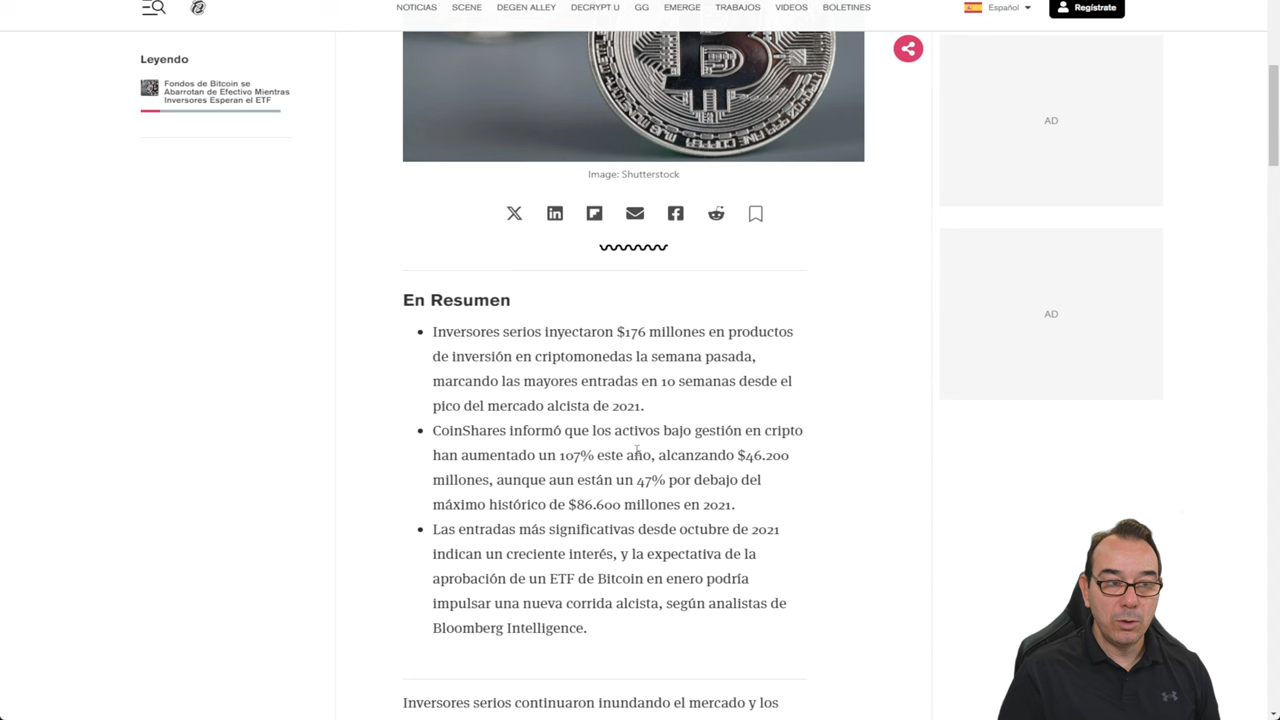 NOTICIAS SCENE DEGEN ALLEY DECRYPT U GG EMERGE TRABAJOS VIDEOS BOLETINES
Español
Regístrate
Leyendo
Fondos de Bitcoin se
Abarrotan de Efectivo Mientras
Inversores Esperan el ETF
AD
Image: Shutterstock
AD
En Resumen
Inversores serios inyectaron $176 millones en productos
de inversión en criptomonedas la semana pasada,
marcando las mayores entradas en 10 semanas desde el
pico del mercado alcista de 2021.
CoinShares informó que los activos bajo gestión en cripto
han aumentado un 107% este año, alcanzando $46.200
millones, aunque aun están un 47% por debajo del
máximo histórico de $86.600 millones en 2021.
Las entradas más significativas desde octubre de 2021
indican un creciente interés, y la expectativa de la
aprobación de un ETF de Bitcoin en enero podría
impulsar una nueva corrida alcista, según analistas de
Bloomberg Intelligence.
Inversores serios continuaron inundando el mercado y los